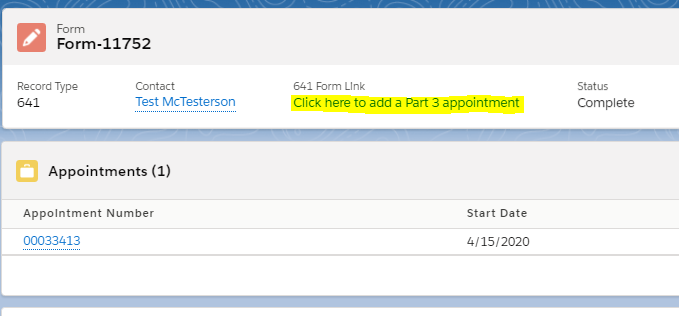 Form
Form-11752
Record Type
Contact
641 Form LInk
Status
641
Test McTesterson
Click here to add a Part 3 appointment
Complete
Appointments (1)
Appointment Number
Start Date
00033413
4/15/2020